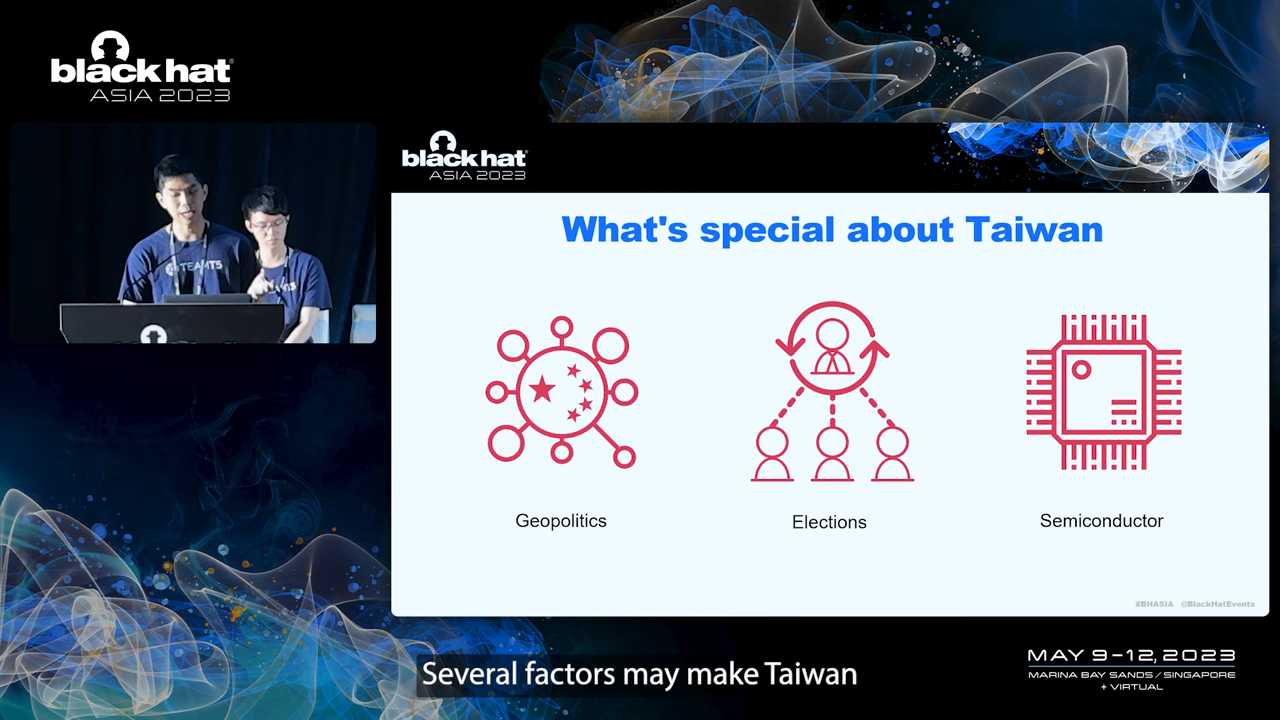 black hat
ASIA 2023
black hat
ASIA 2023
TEAMT5
What's special about Taiwan
Geopolitics
Elections
Semiconductor
#BHASIA @BlackHatEvents
Several factors may make Taiwan
MAY 9-12, 2023
MARINA BAY SANDS / SINGAPORE
+ VIRTUAL